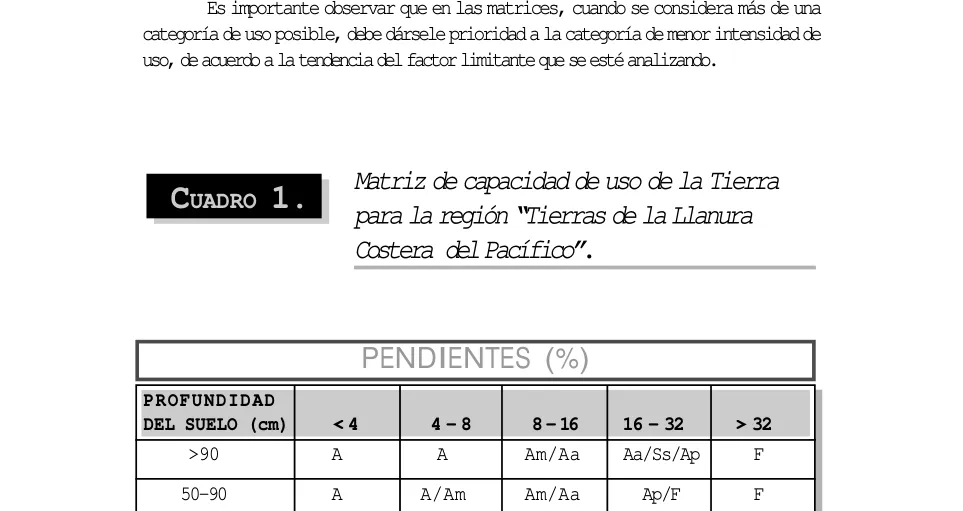 Es importante observar que en las matrices, cuando se considera más de una
categoría de uso posible, debe dársele prioridad a la categoría de menor intensidad de
uso, de acuerdo a la tendencia del factor limitante que se esté analizando.
CUADRO 1.
Matriz de capacidad de uso de la Tierra
para la región “Tierras de la Llanura
Costera del Pacífico”.
PENDIENTES (%)
PROFUNDIDAD
DEL SUELO (cm) < 4 4 – 8 8 – 16 16 – 32 > 32
>90 A A Am/Aa Aa/Ss/Ap F
50-90 A A/Am Am/Aa Ap/F F